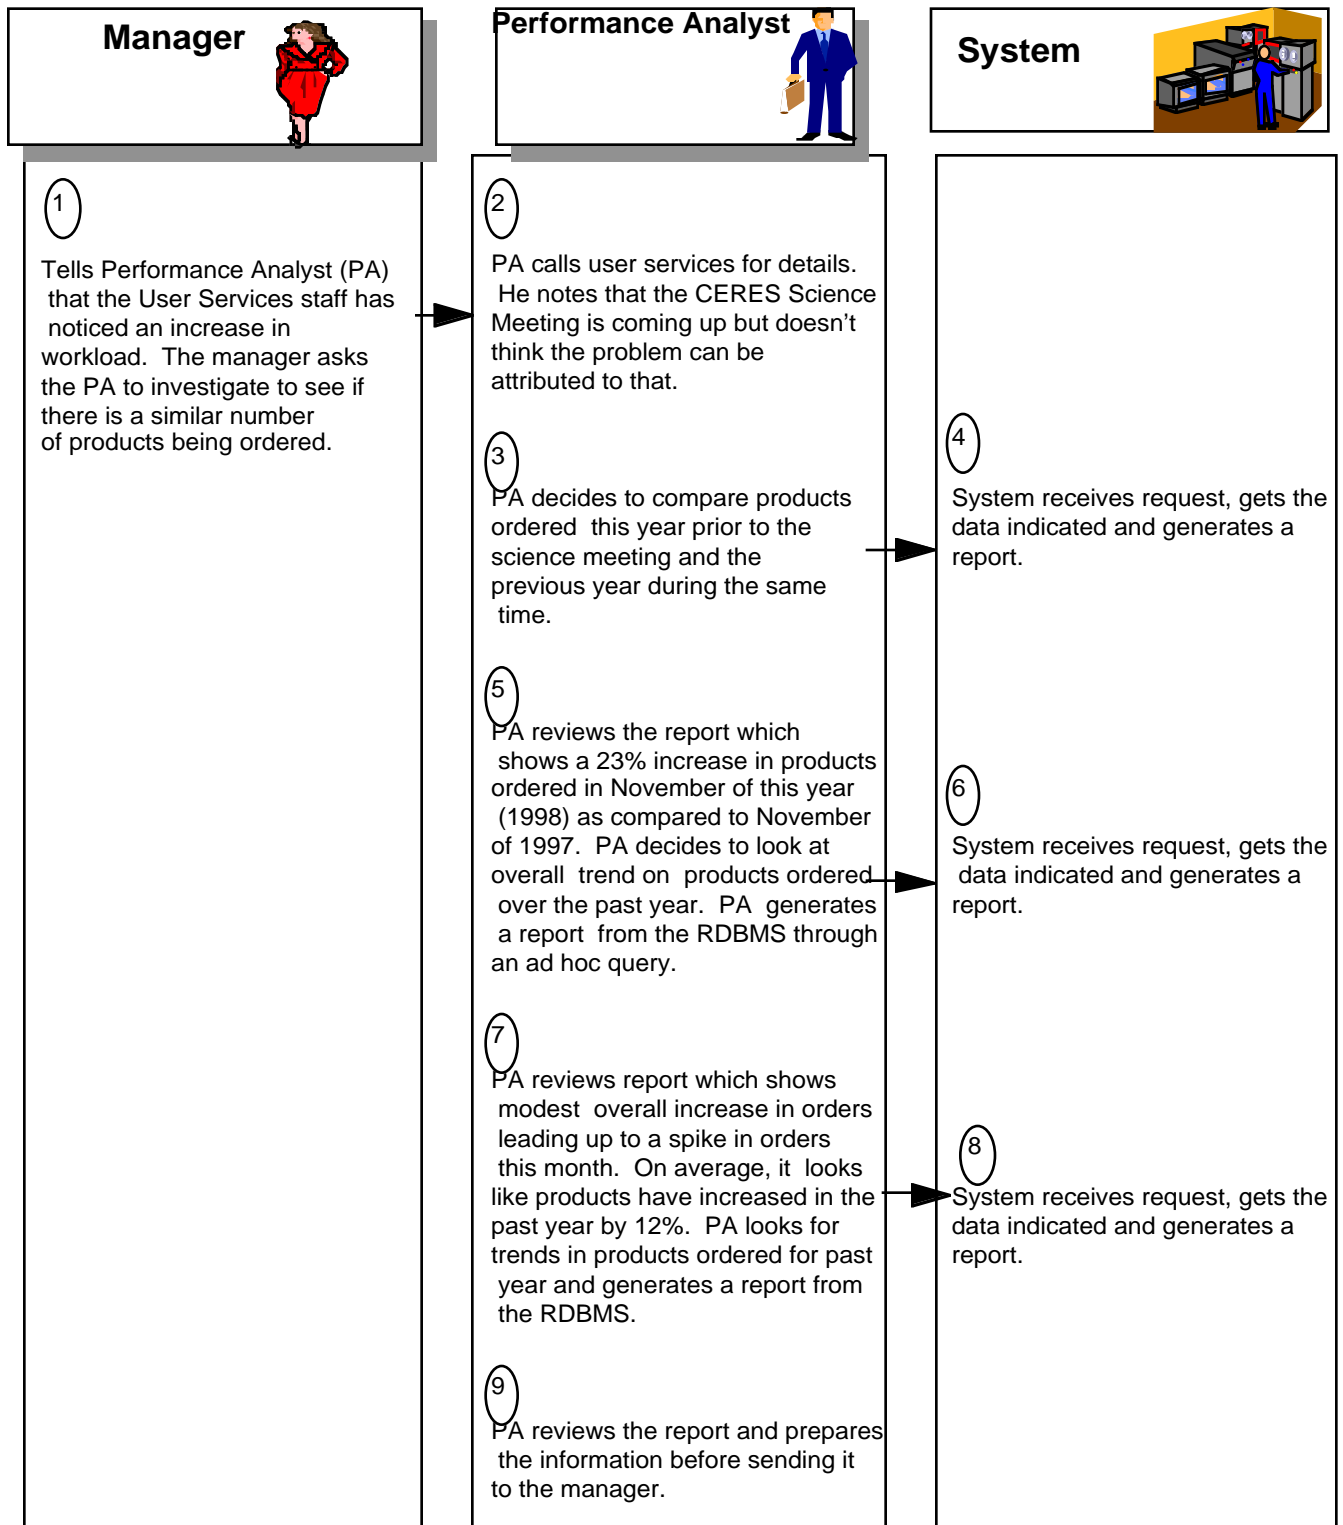 Manager
Performance Analyst
System
1
Tells Performance Analyst (PA)
that the User Services staff has
noticed an increase in
workload.  The manager asks
the PA to investigate to see if
there is a similar number
of products being ordered.
2
PA calls user services for details.
He notes that the CERES Science
Meeting is coming up but doesn't
think the problem can be
attributed to that.
3
PA decides to compare products
ordered  this year prior to the
science meeting and the
previous year during the same
time.
4
System receives request, gets the
data indicated and generates a
report.
5
PA reviews the report which
shows a 23% increase in products
ordered in November of this year
(1998) as compared to November
of 1997.  PA decides to look at
overall  trend on  products ordered
over the past year.  PA  generates
a report  from the RDBMS through
an ad hoc query.
6
System receives request, gets the
data indicated and generates a
report.
7
PA reviews report which shows
modest  overall increase in orders
leading up to a spike in orders
this month.  On average, it  looks
like products have increased in the
past year by 12%.  PA looks for
trends in products ordered for past
year and generates a report from
the RDBMS.
8
System receives request, gets the
data indicated and generates a
report.
9
PA reviews the report and prepares
the information before sending it
to the manager.